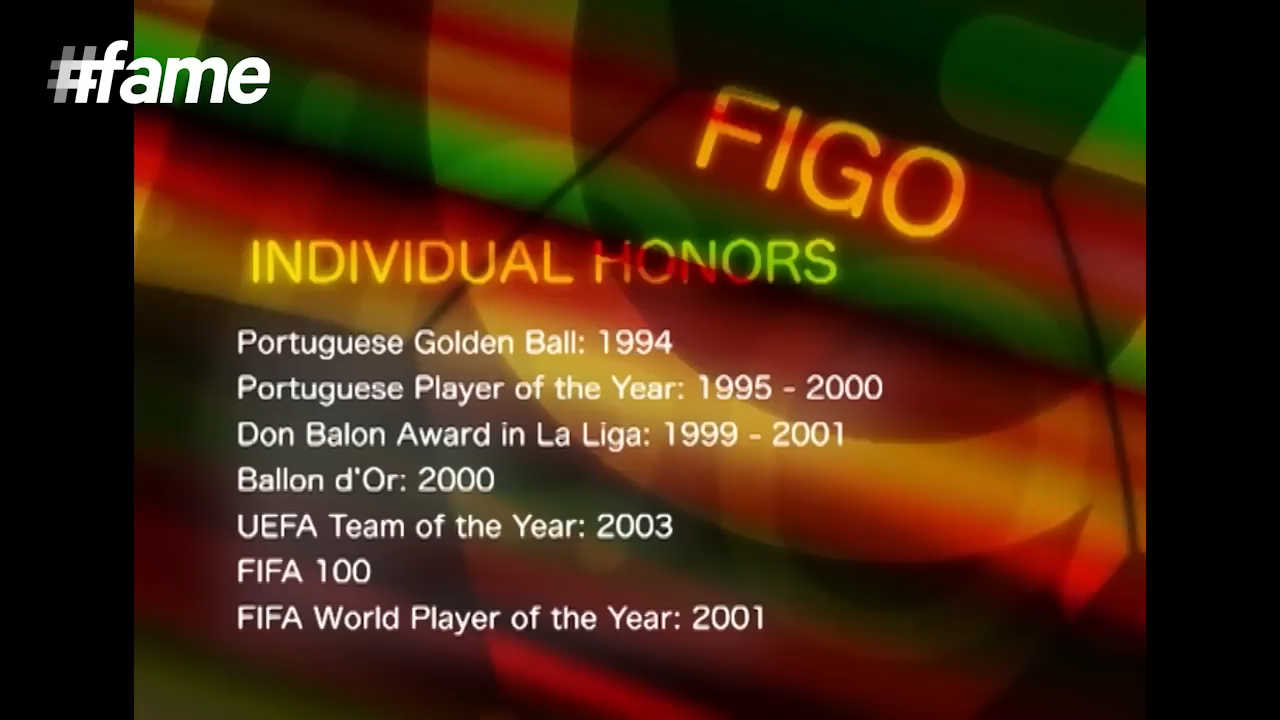 #fame
FIGO
INDIVIDUAL HONORS
Portuguese Golden Ball: 1994
Portuguese Player of the Year: 1995 - 2000
Don Balon Award in La Liga: 1999 - 2001
Ballon d'Or: 2000
UEFA Team of the Year: 2003
FIFA 100
FIFA World Player of the Year: 2001